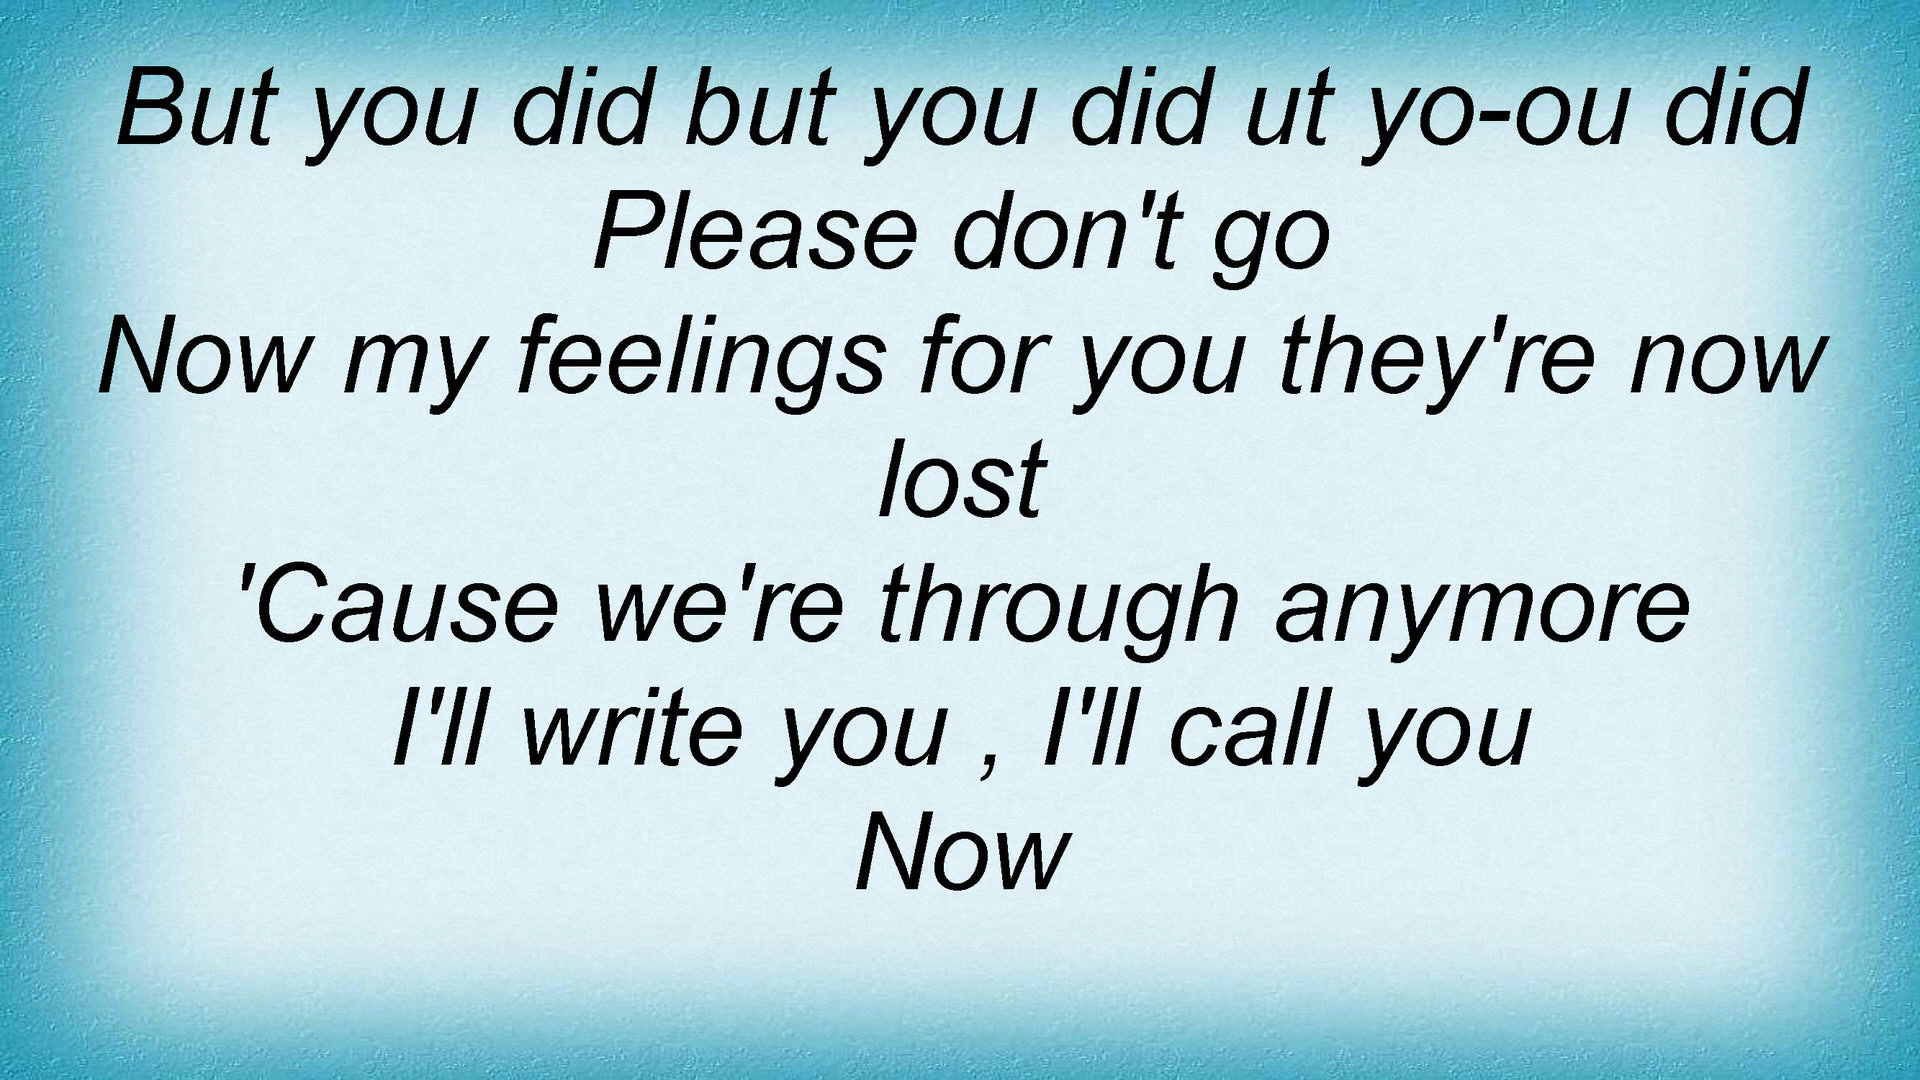 But you did but you did ut yo-ou did
Please don't go
Now my feelings for you they're now
lost
'Cause we're through anymore
I'll write you , I'll call you
Now